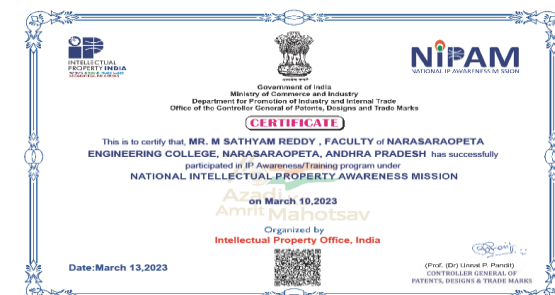 INTELLECTUAL
PROPERTY INDIA
NIPAM
NATIONAL IP AWARENESS MISSION
Government of India
Ministry of Commerce and Industry
Department for Promotion of Industry and Internal Trade
Office of the Controller General of Patents, Designs and Trade Marks
CERTIFICATE
This is to certify that, MR. M SATHYAM REDDY , FACULTY of NARASARAOPETA
ENGINEERING COLLEGE, NARASARAOPETA, ANDHRA PRADESH has successfully
participated in IP Awareness/Training program under
NATIONAL INTELLECTUAL PROPERTY AWARENESS MISSION
Azadi
on March 10,2023
Amrit Mahotsav
Organized by
Intellectual Property Office, India
Date:March 13,2023
(Prof. (Dr) Unnat P. Pandit)
CONTROLLER GENERAL OF
PATENTS, DESIGNS & TRADE MARKS